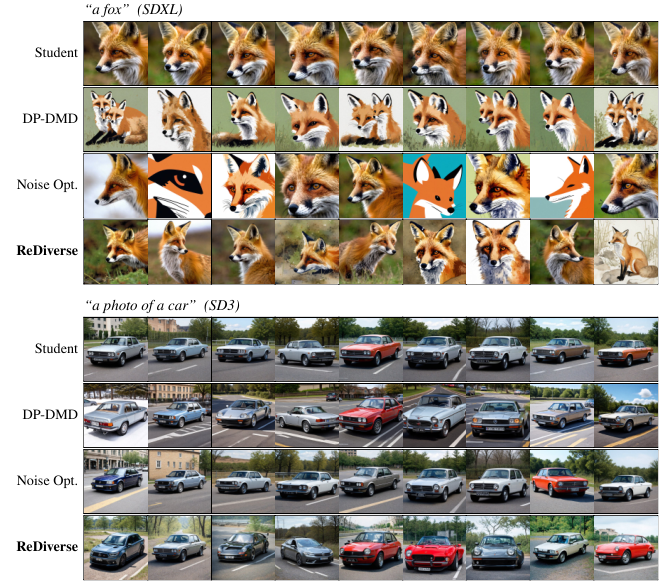 “a fox” (SDXL)
Student
DP-DMD
Noise Opt.
ReDiverse
“a photo of a car” (SD3)
Student
DP-DMD
Noise Opt.
ReDiverse